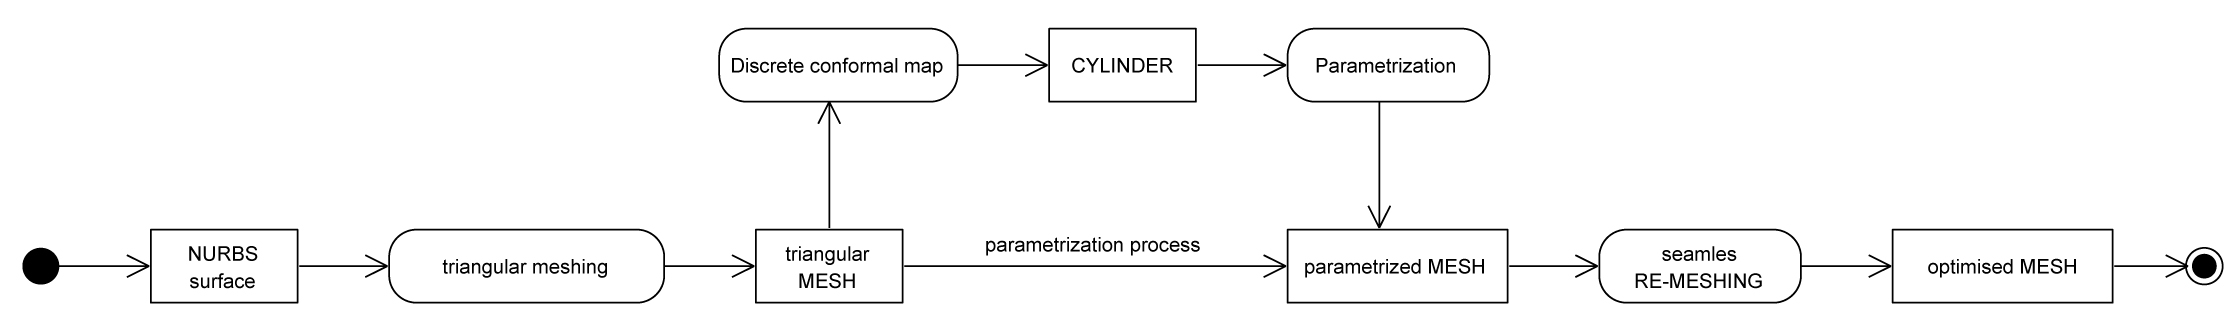 Discrete conformal map
CYLINDER
Parametrization
NURBS
surface
triangular meshing
triangular
MESH
parametrization process
parametrized MESH
seamles
RE-MESHING
optimised MESH